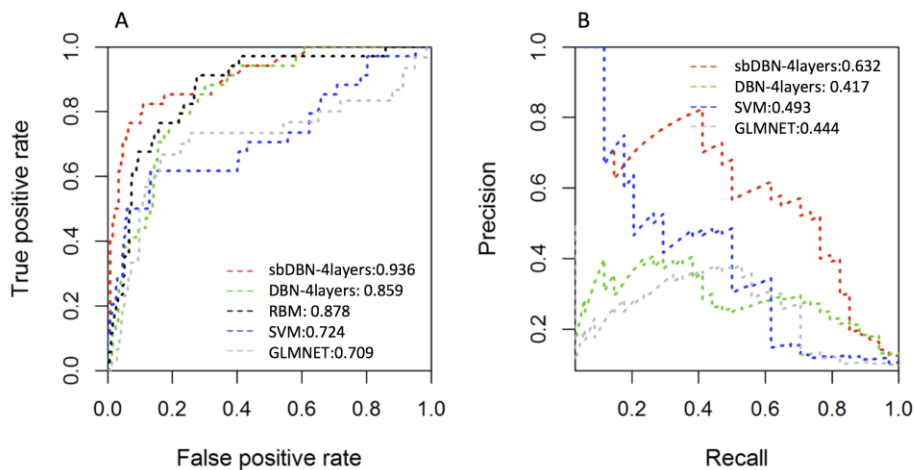 A
B
True positive rate
1.0
0.8
0.6
0.4
0.2
0.0
sbDBN-4layers:0.936
DBN-4layers: 0.859
RBM: 0.878
SVM:0.724
GLMNET:0.709
0.0 0.2 0.4 0.6 0.8 1.0
False positive rate
Precision
1.0
0.8
0.6
0.4
0.2
sbDBN-4layers:0.632
DBN-4layers: 0.417
SVM:0.493
GLMNET:0.444
0.2 0.4 0.6 0.8 1.0
Recall